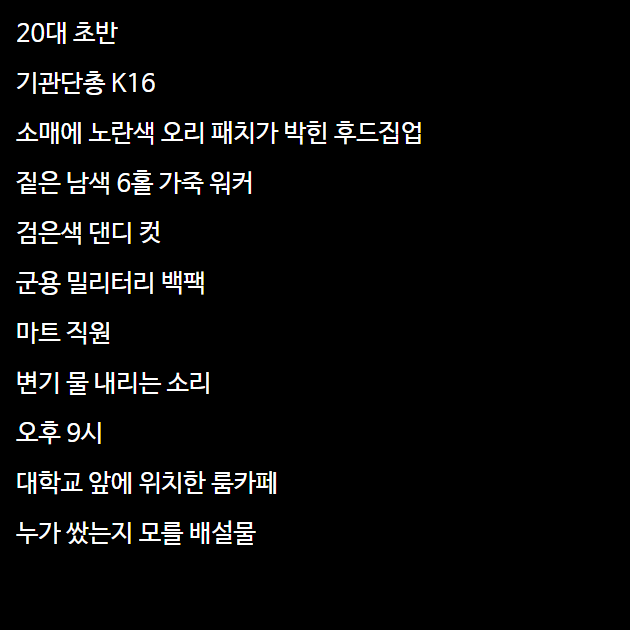 20대 초반
기관단총 K16
소매에 노란색 오리 패치가 박힌 후드집업
짙은 남색 6홀 가죽 워커
검은색 댄디 컷
군용 밀리터리 백팩
마트 직원
변기 물 내리는 소리
오후 9시
대학교 앞에 위치한 룸카페
누가 쌌는지 모를 배설물